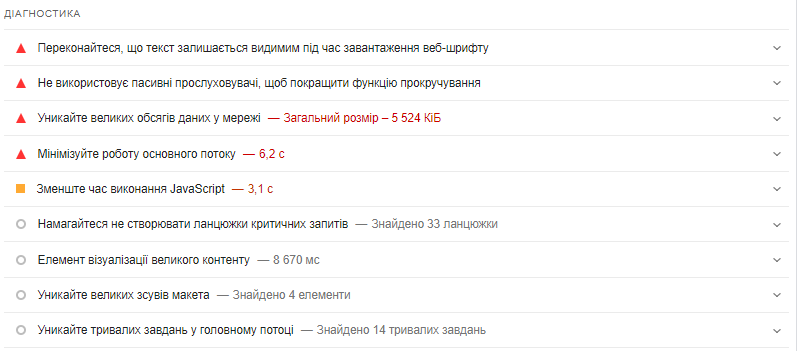 ДІАГНОСТИКА
Переконайтеся, що текст залишається видимим під час завантаження веб-шрифту
Не використовує пасивні прослуховувачі, щоб покращити функцію прокручування
Уникайте великих обсягів даних у мережі — Загальний розмір – 5 524 КіБ
Мінімізуйте роботу основного потоку — 6,2 с
Зменште час виконання JavaScript — 3,1 с
Намагайтеся не створювати ланцюжки критичних запитів — Знайдено 33 ланцюжки
Елемент візуалізації великого контенту — 8 670 мс
Уникайте великих зсувів макета — Знайдено 4 елементи
Уникайте тривалих завдань у головному потоці — Знайдено 14 тривалих завдань